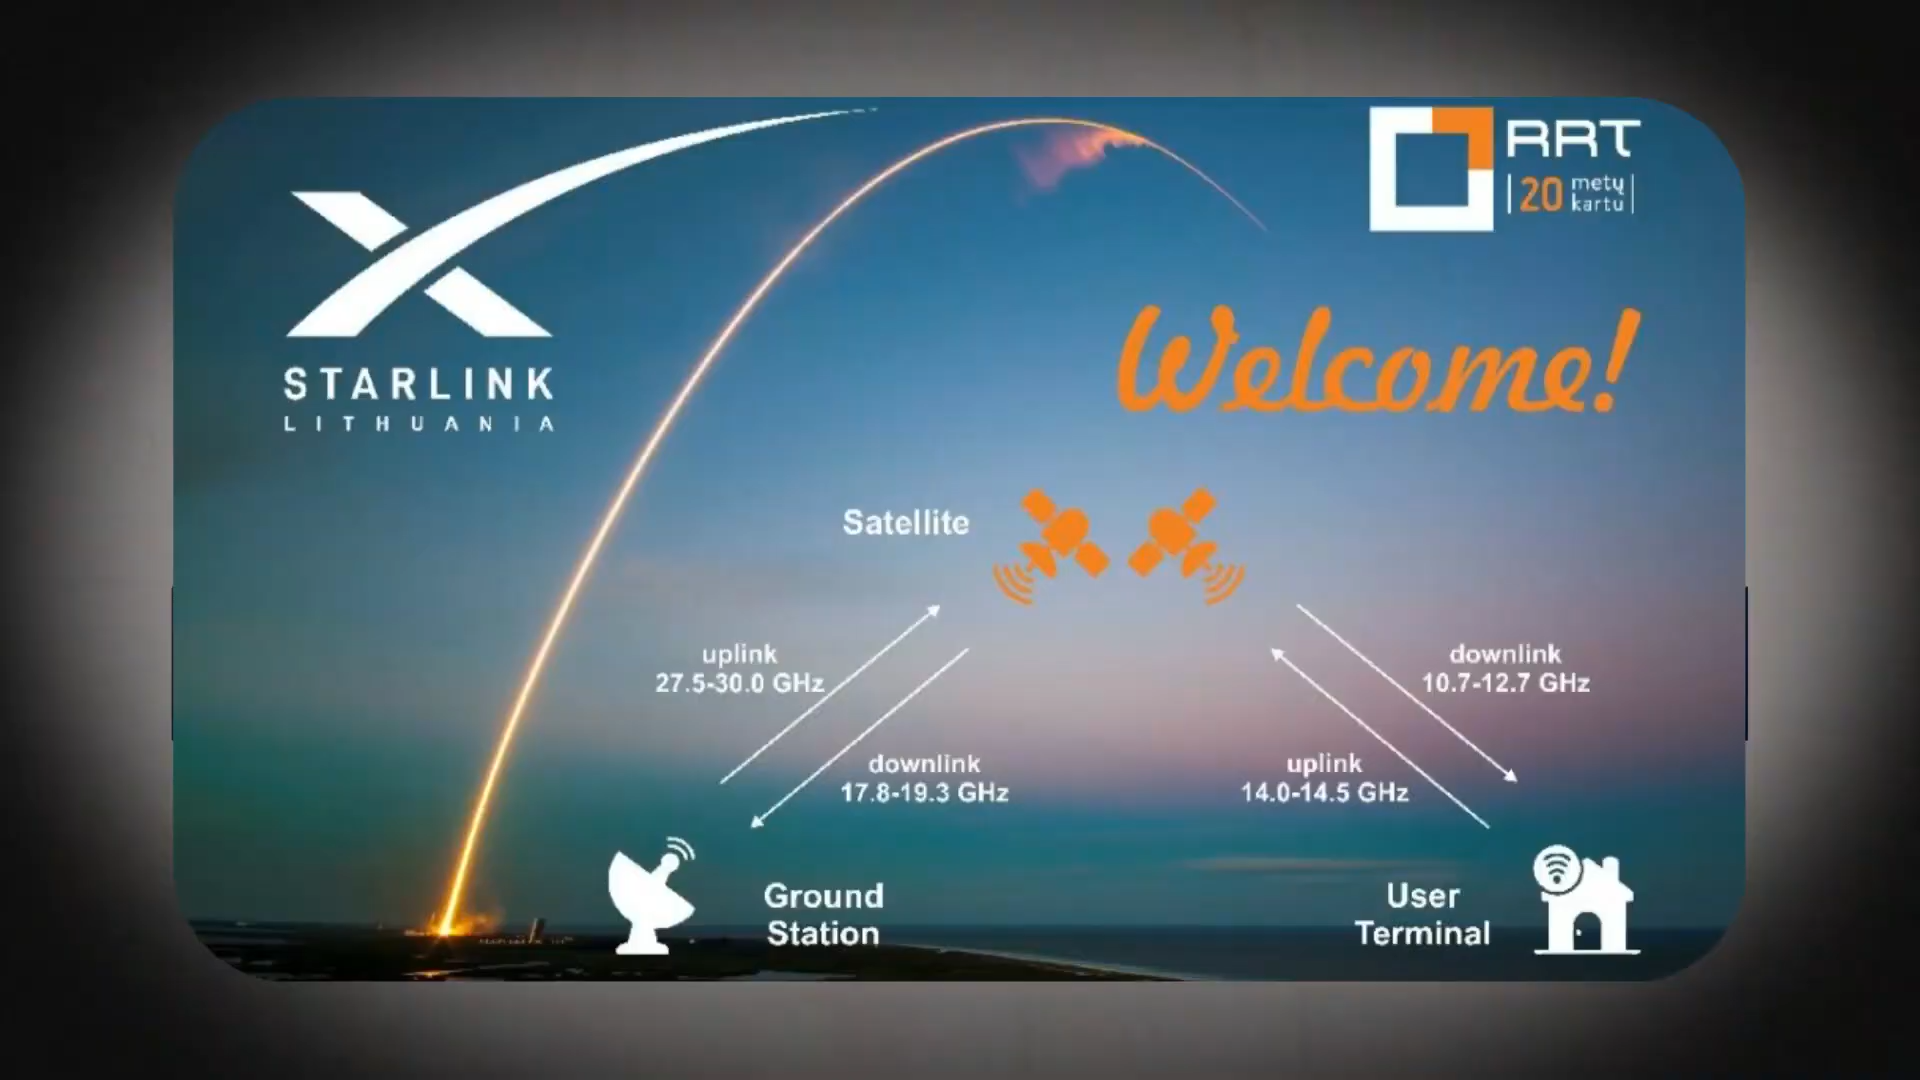 STARLINK
LITHUANIA
RRT
20 metų
kartu
Welcome!
Satellite
uplink
27.5-30.0 GHz
downlink
17.8-19.3 GHz
downlink
10.7-12.7 GHz
uplink
14.0-14.5 GHz
Ground
Station
User
Terminal